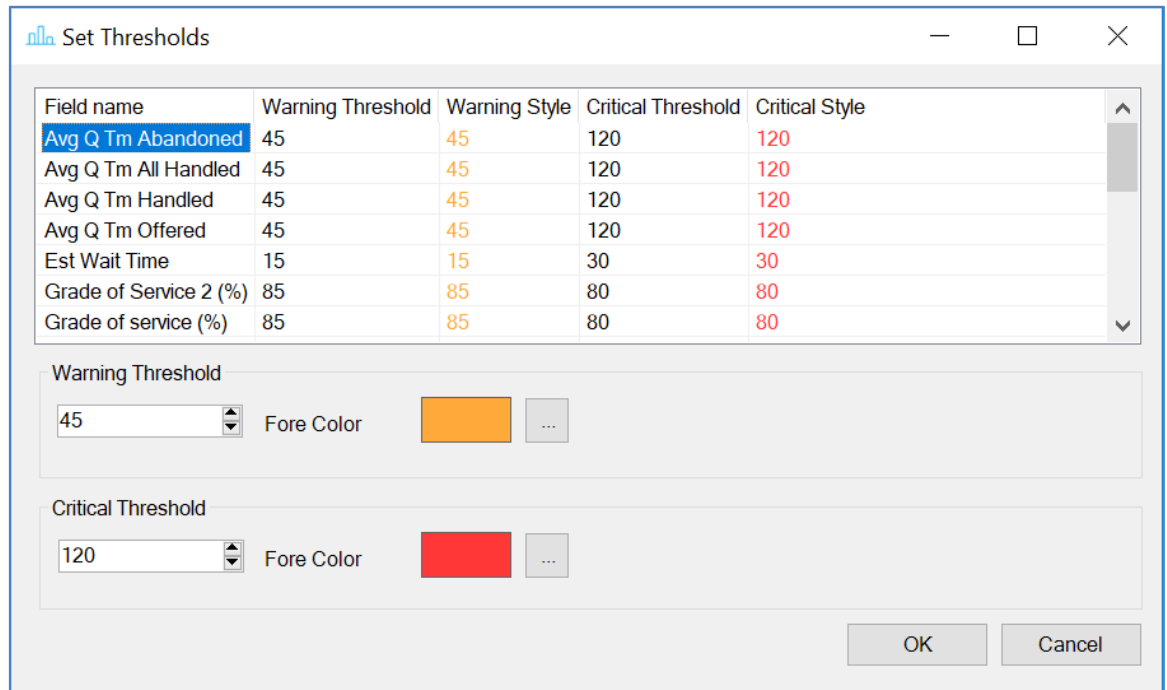 Set Thresholds
Field name Warning Threshold Warning Style Critical Threshold Critical Style
Avg Q Tm Abandoned 45 45 120 120
Avg Q Tm All Handled 45 45 120 120
Avg Q Tm Handled 45 45 120 120
Avg Q Tm Offered 45 45 120 120
Est Wait Time 15 15 30 30
Grade of Service 2 (%) 85 85 80 80
Grade of service (%) 85 85 80 80
Warning Threshold
45 Fore Color ...
Critical Threshold
120 Fore Color ...
OK Cancel